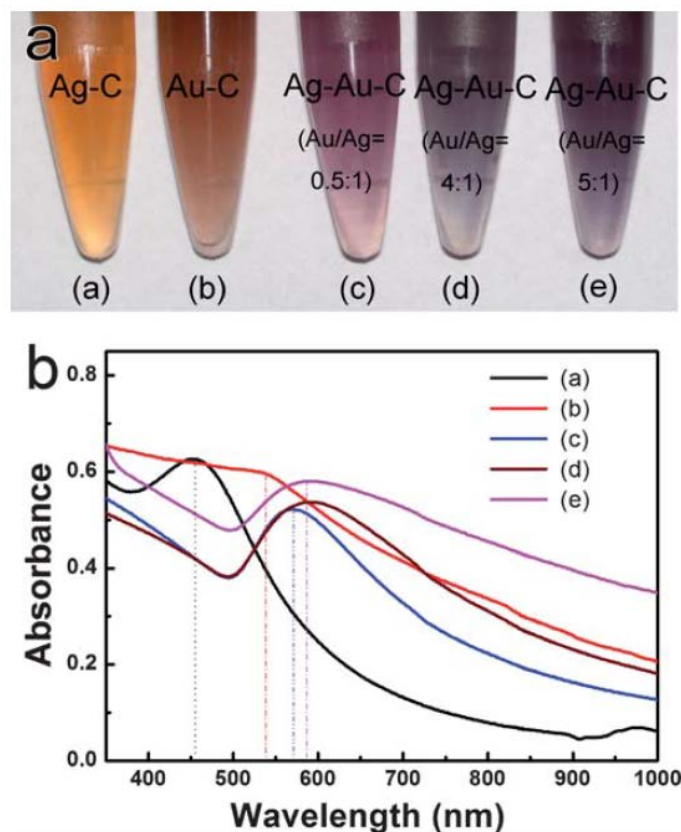 a
Ag-C Au-C Ag-Au-C Ag-Au-C Ag-Au-C
(Au/Ag= (Au/Ag= (Au/Ag=
0.5:1) 4:1) 5:1)
(a) (b) (c) (d) (e)
b
0.8
0.6
0.4
0.2
0.0
Absorbance
(a)
(b)
(c)
(d)
(e)
400 500 600 700 800 900 1000
Wavelength (nm)